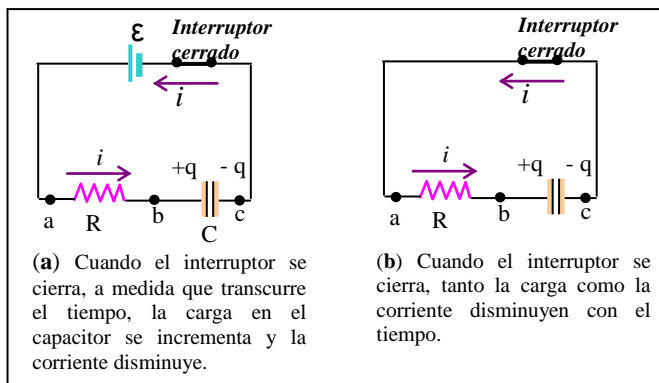 ε Interruptor cerrado
i
i +q - q
a R b C c
(a) Cuando el interruptor se
cierra, a medida que transcurre
el tiempo, la carga en el
capacitor se incrementa y la
corriente disminuye.
Interruptor
cerrado
i
i +q - q
a R b c
(b) Cuando el interruptor se
cierra, tanto la carga como la
corriente disminuyen con el
tiempo.